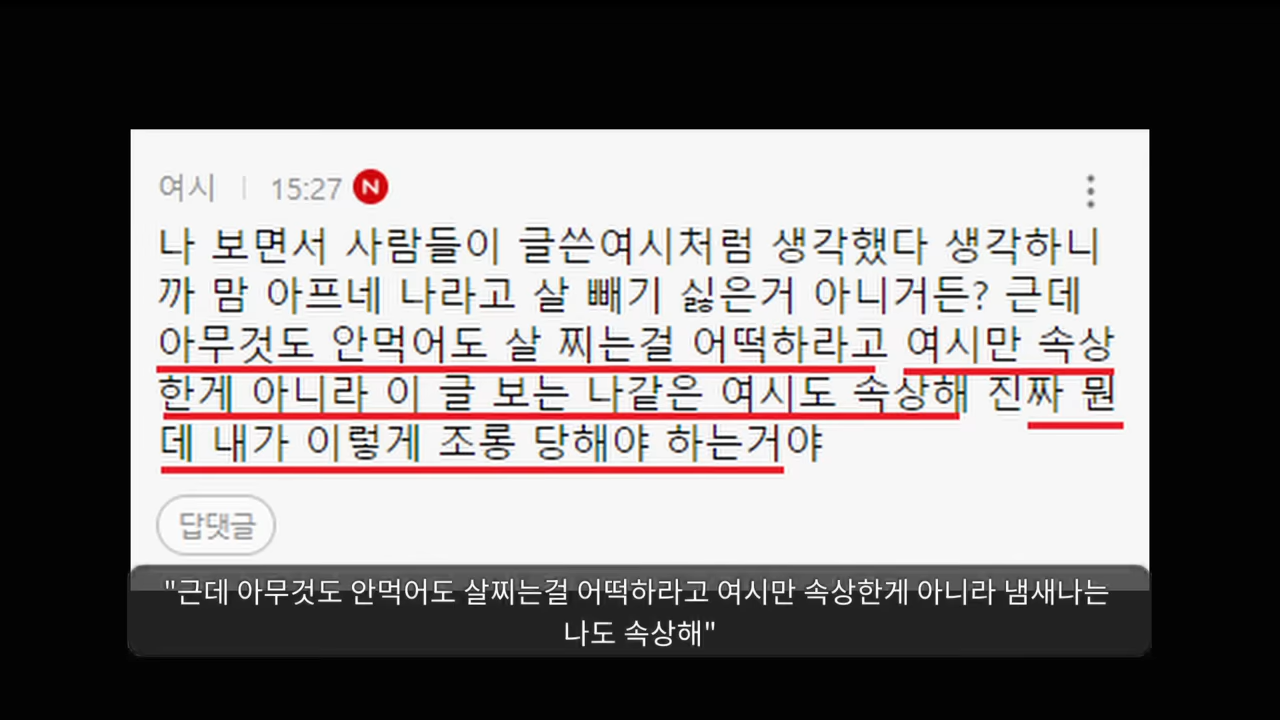 여시 | 15:27 N
나 보면서 사람들이 글쓴여시처럼 생각했다 생각하니
까 맘 아프네 나라고 살 빼기 싫은거 아니거든? 근데
아무것도 안먹어도 살 찌는걸 어떡하라고 여시만 속상
한게 아니라 이 글 보는 나같은 여시도 속상해 진짜 뭔
데 내가 이렇게 조롱 당해야 하는거야
답댓글
"근데 아무것도 안먹어도 살찌는걸 어떡하라고 여시만 속상한게 아니라 냄새나는
나도 속상해"